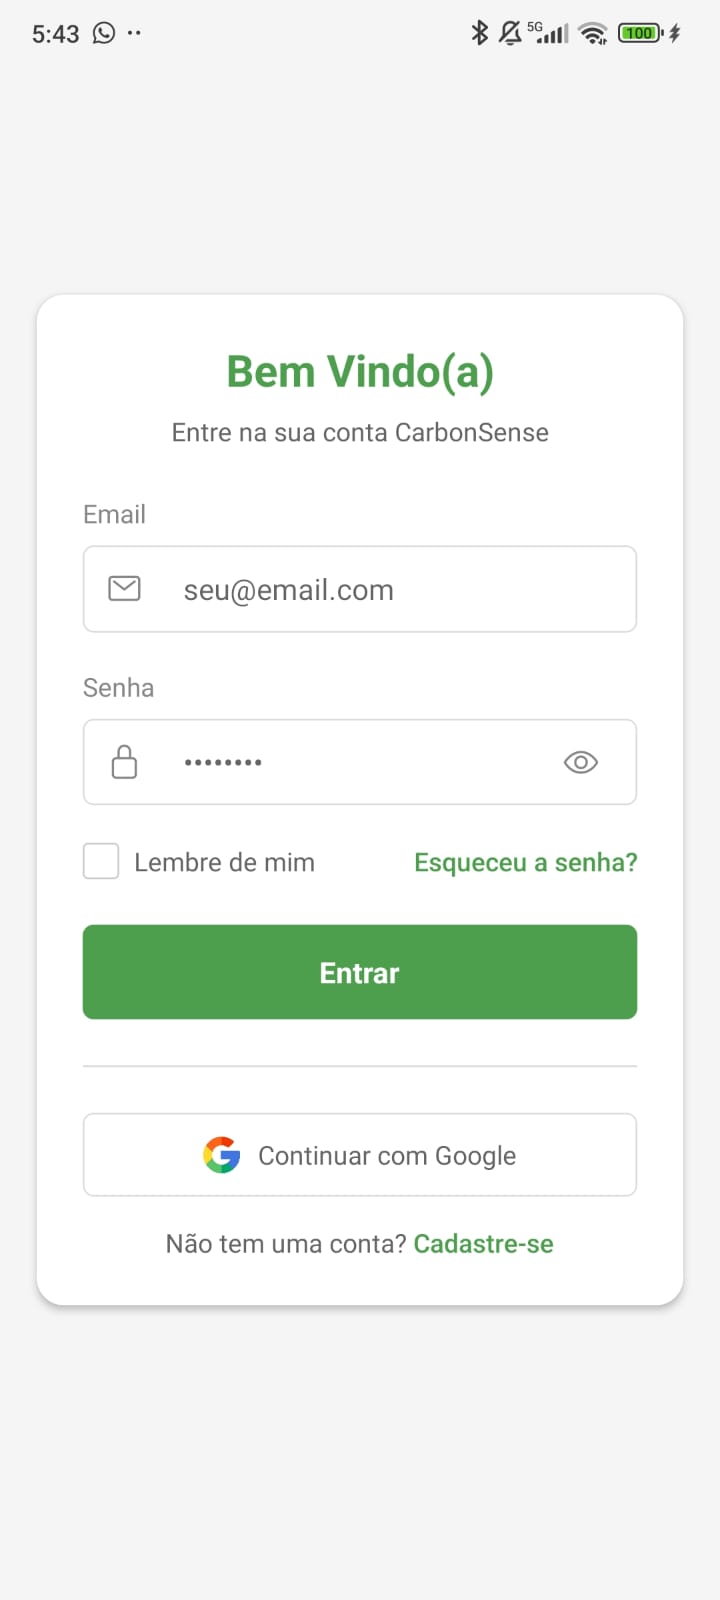 5:43
5G
100
Bem Vindo(a)
Entre na sua conta CarbonSense
Email
seu@email.com
Senha
••••••••
Lembre de mim
Esqueceu a senha?
Entrar
Continuar com Google
Não tem uma conta? Cadastre-se